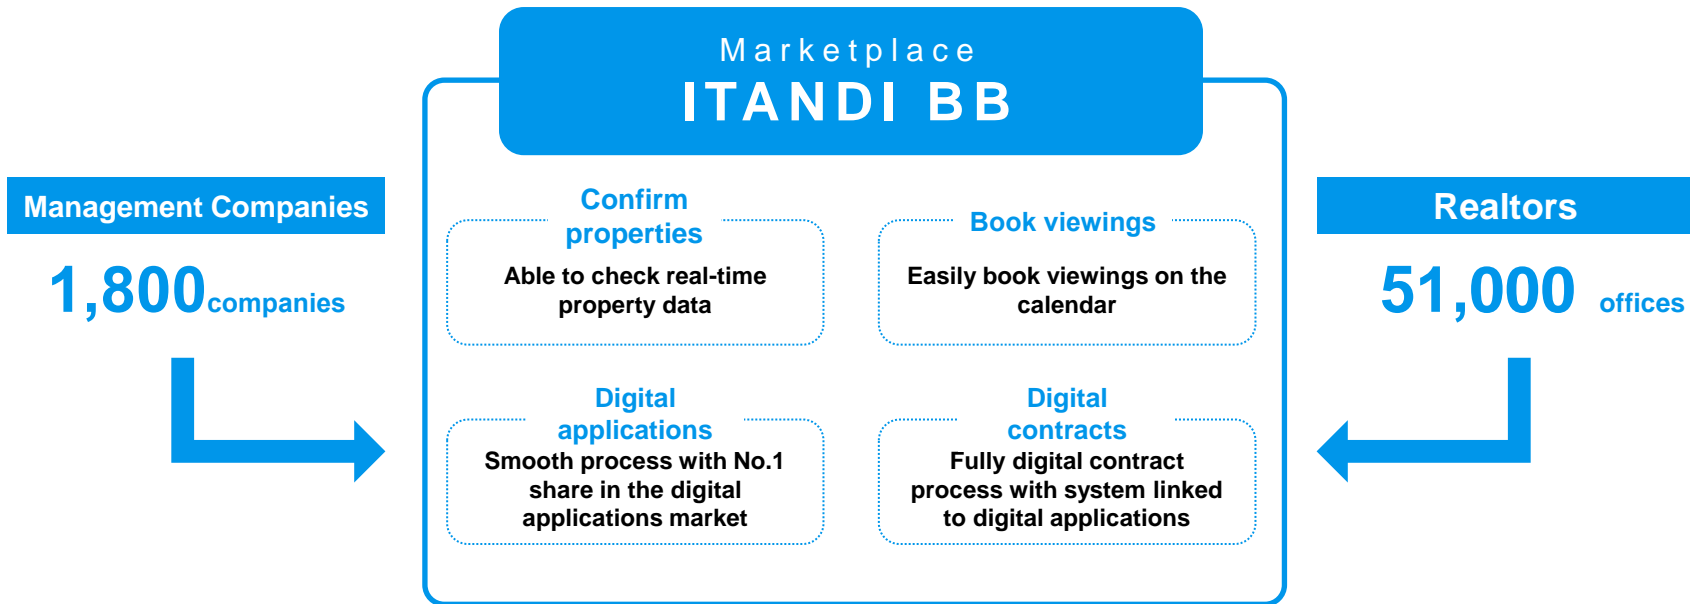 Marketplace
ITANDI BB
Management Companies
1,800 companies
Confirm
properties
Able to check real-time
property data
Book viewings
Easily book viewings on the
calendar
Digital
applications
Smooth process with No.1
share in the digital
applications market
Digital
contracts
Fully digital contract
process with system linked
to digital applications
Realtors
51,000 offices